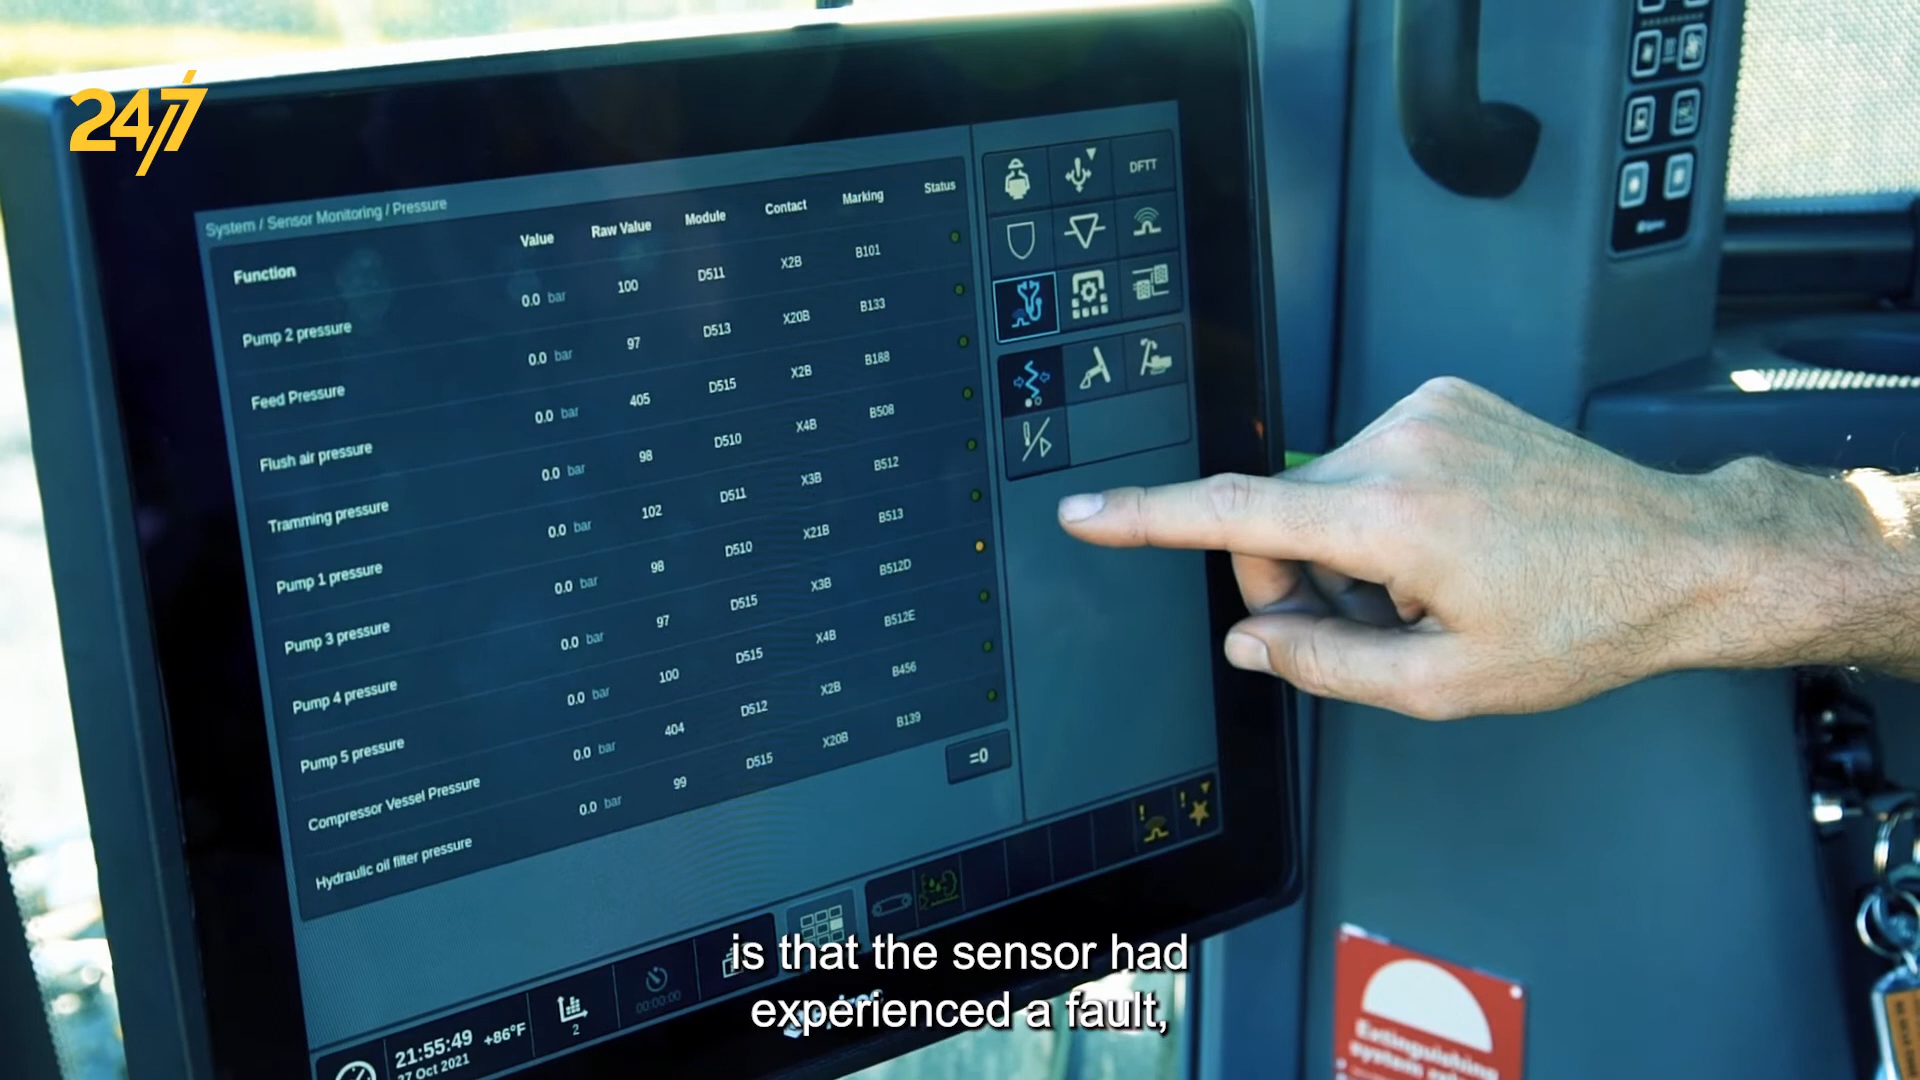 247
System / Sensor Monitoring / Pressure
Function Value Raw Value Module Contact Marking Status
Pump 2 pressure 0.0 bar 100 D511 X2B B101
Feed Pressure 0.0 bar 97 D513 X20B B133
Flush air pressure 0.0 bar 405 D515 X2B B188
Tramming pressure 0.0 bar 98 D510 X4B B508
Pump 1 pressure 0.0 bar 102 D511 X3B B512
Pump 3 pressure 0.0 bar 98 D510 X21B B513
Pump 4 pressure 0.0 bar 97 D515 X3B B512D
Pump 5 pressure 0.0 bar 100 D515 X4B B512E
Compressor Vessel Pressure 0.0 bar 404 D512 X2B B456
Hydraulic oil filter pressure 0.0 bar 99 D515 X20B B139
=0
DFTT
21:55:49 +86°F
27 Oct 2021
2
00:00:00
is that the sensor had
experienced a fault,
Extinguishing
system